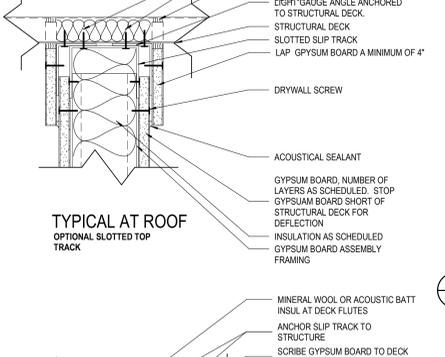 LIGHT GAUGE ANGLE ANCHORED
TO STRUCTURAL DECK.
STRUCTURAL DECK
SLOTTED SLIP TRACK
LAP GPYSUM BOARD A MINIMUM OF 4"
DRYWALL SCREW
ACOUSTICAL SEALANT
GYPSUM BOARD, NUMBER OF
LAYERS AS SCHEDULED. STOP
GYPSUAM BOARD SHORT OF
STRUCTURAL DECK FOR
DEFLECTION
INSULATION AS SCHEDULED
GYPSUM BOARD ASSEMBLY
FRAMING
TYPICAL AT ROOF
OPTIONAL SLOTTED TOP
TRACK
MINERAL WOOL OR ACOUSTIC BATT
INSUL AT DECK FLUTES
ANCHOR SLIP TRACK TO
STRUCTURE
SCRIBE GYPSUM BOARD TO DECK